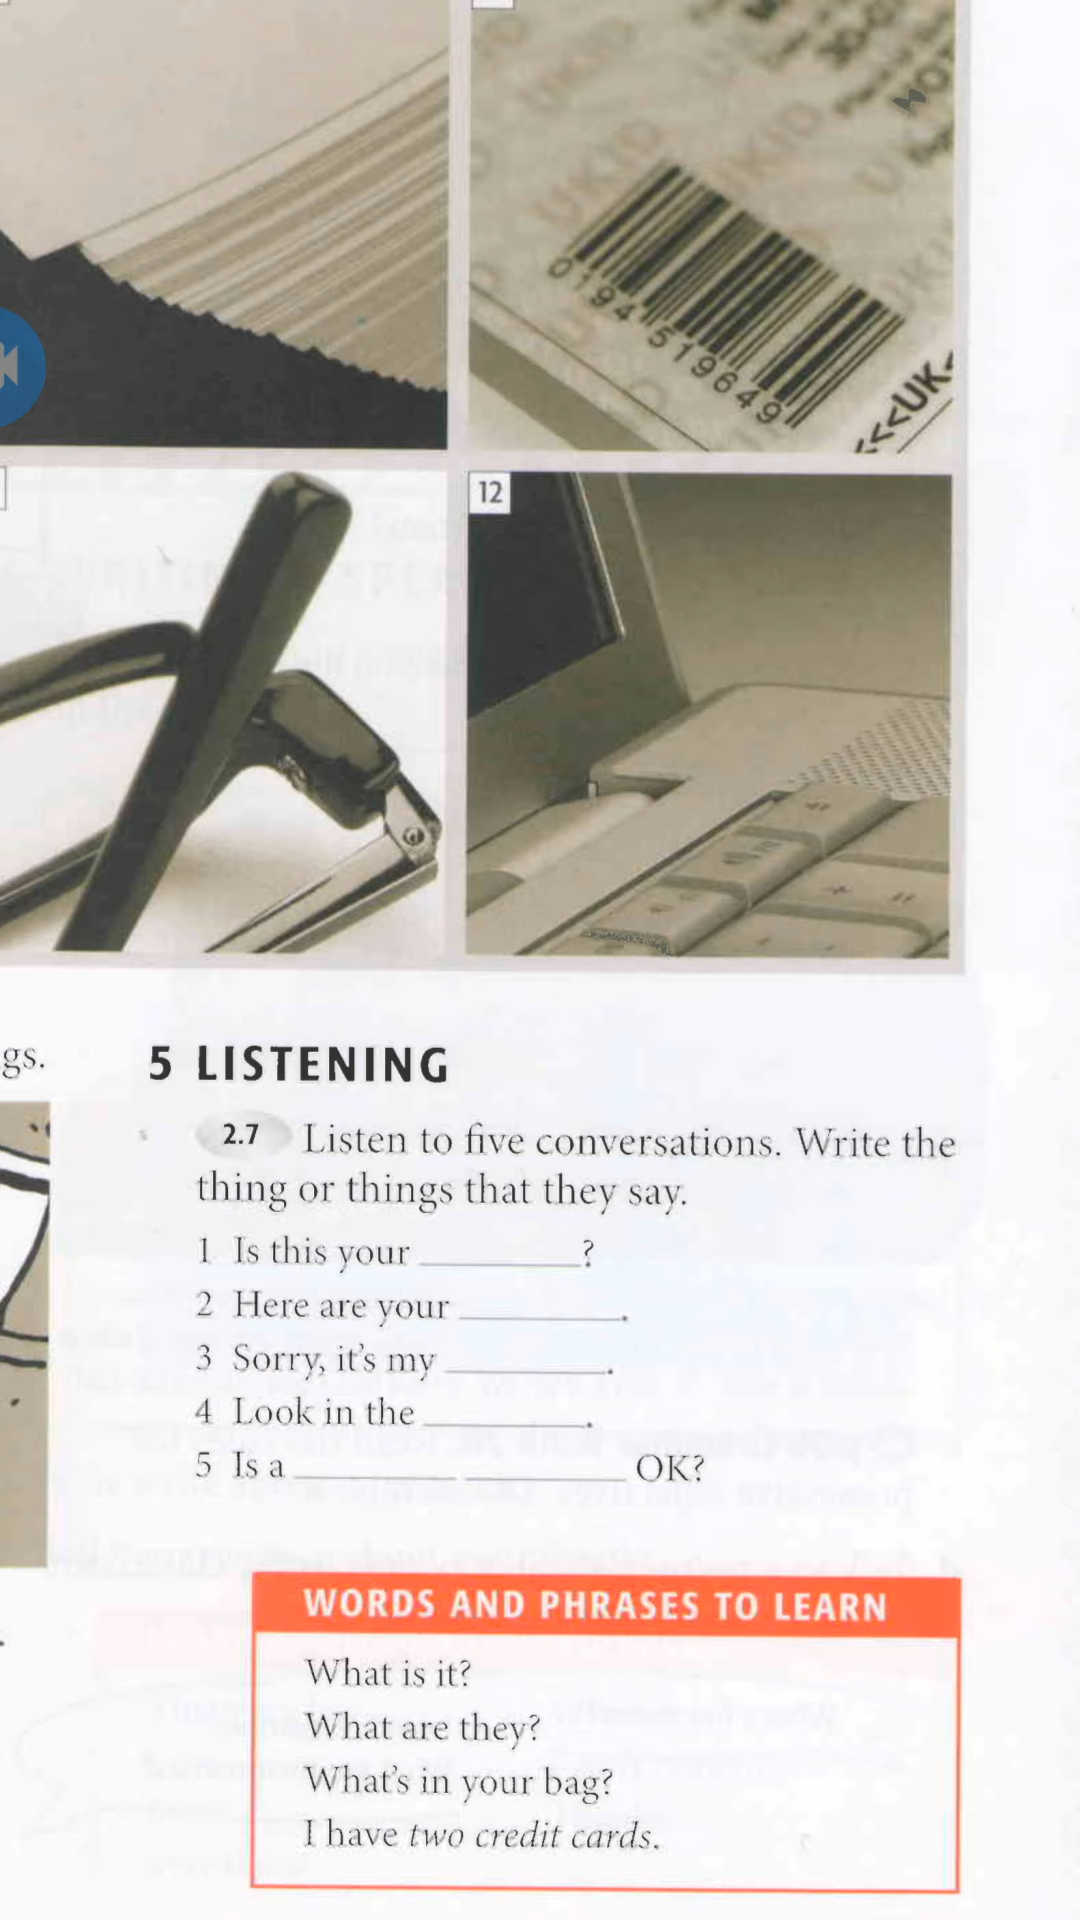 UKID
0194 519649
<<<UK<
12
gs.
5 LISTENING
2.7 Listen to five conversations. Write the
thing or things that they say.
1 Is this your ________?
2 Here are your ________.
3 Sorry, it's my ________.
4 Look in the ________.
5 Is a ________ ________ OK?
WORDS AND PHRASES TO LEARN
What is it?
What are they?
What's in your bag?
I have two credit cards.